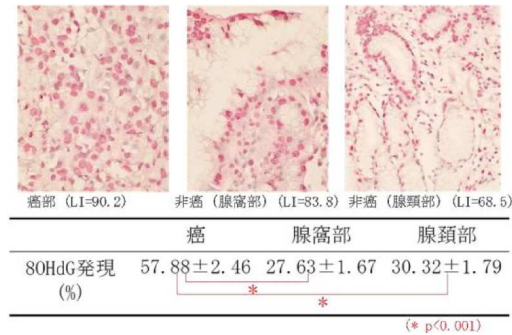 癌部 (LI=90.2)
非癌 (腺窩部) (LI=83.8)
非癌 (腺頸部) (LI=68.5)
癌 腺窩部 腺頸部
8OHdG発現 57.88±2.46 27.63±1.67 30.32±1.79
(%)
*
*
(* p<0.001)